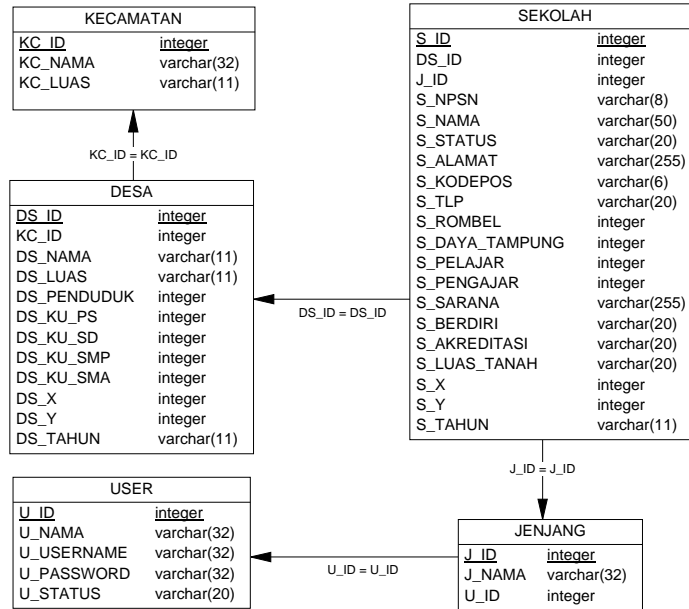 KECAMATAN
KC_ID integer
KC_NAMA varchar(32)
KC_LUAS varchar(11)
KC_ID = KC_ID
DESA
DS_ID integer
KC_ID integer
DS_NAMA varchar(11)
DS_LUAS varchar(11)
DS_PENDUDUK integer
DS_KU_PS integer
DS_KU_SD integer
DS_KU_SMP integer
DS_KU_SMA integer
DS_X integer
DS_Y integer
DS_TAHUN varchar(11)
DS_ID = DS_ID
SEKOLAH
S_ID integer
DS_ID integer
J_ID integer
S_NPSN varchar(8)
S_NAMA varchar(50)
S_STATUS varchar(20)
S_ALAMAT varchar(255)
S_KODEPOS varchar(6)
S_TLP varchar(20)
S_ROMBEL integer
S_DAYA_TAMPUNG integer
S_PELAJAR integer
S_PENGAJAR integer
S_SARANA varchar(255)
S_BERDIRI varchar(20)
S_AKREDITASI varchar(20)
S_LUAS_TANAH varchar(20)
S_X integer
S_Y integer
S_TAHUN varchar(11)
J_ID = J_ID
USER
U_ID integer
U_NAMA varchar(32)
U_USERNAME varchar(32)
U_PASSWORD varchar(32)
U_STATUS varchar(20)
U_ID = U_ID
JENJANG
J_ID integer
J_NAMA varchar(32)
U_ID integer